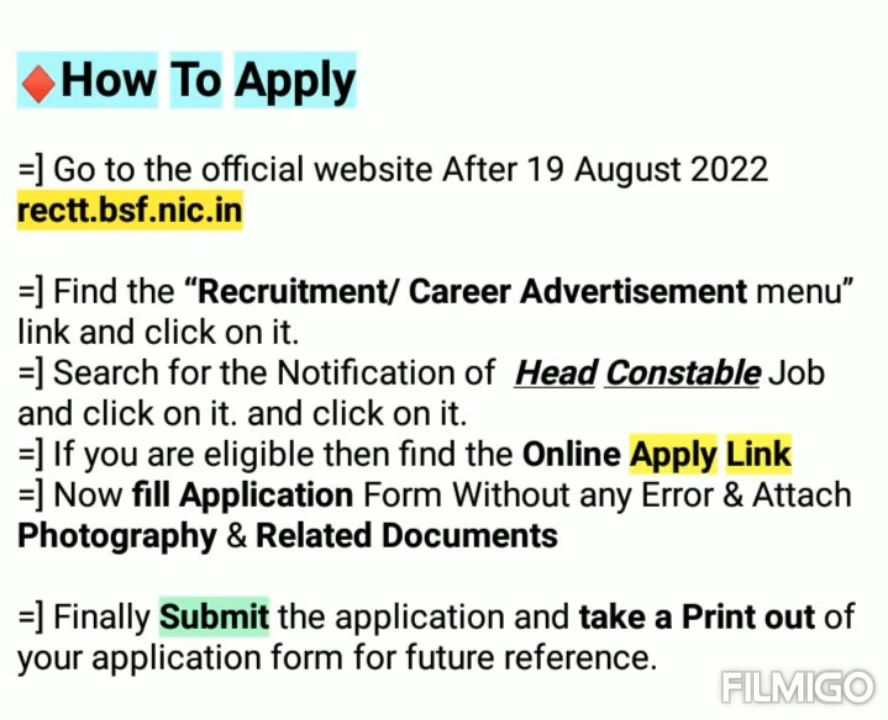 ♦How To Apply
=] Go to the official website After 19 August 2022
rectt.bsf.nic.in
=] Find the “Recruitment/ Career Advertisement menu”
link and click on it.
=] Search for the Notification of Head Constable Job
and click on it. and click on it.
=] If you are eligible then find the Online Apply Link
=] Now fill Application Form Without any Error & Attach
Photography & Related Documents
=] Finally Submit the application and take a Print out of
your application form for future reference.
FILMIGO